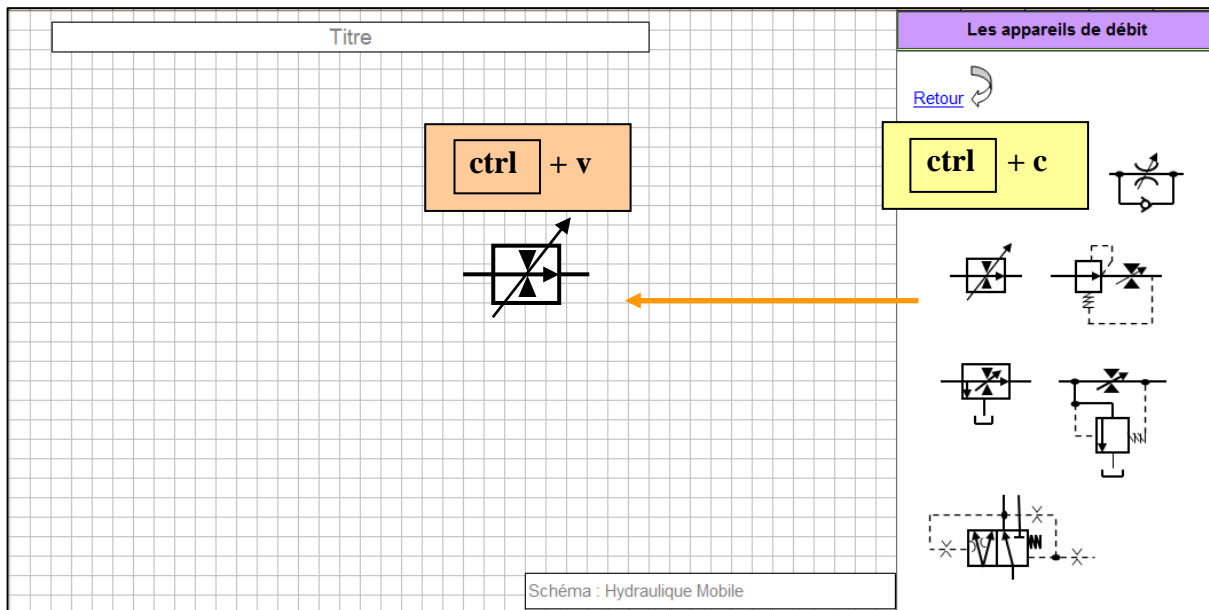 Titre
Les appareils de débit
Retour
ctrl + v
ctrl + c
Schéma : Hydraulique Mobile